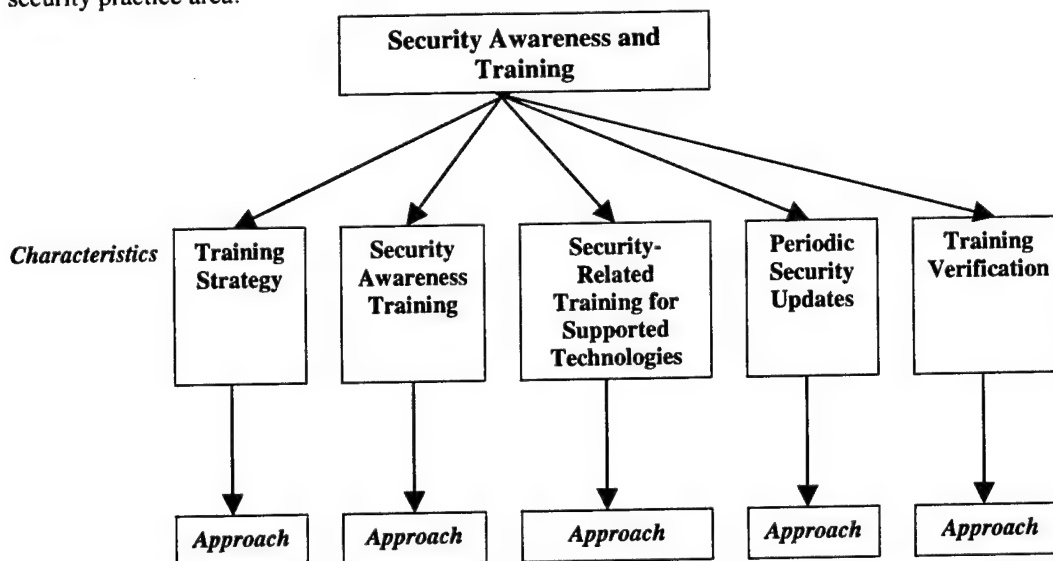 security practice area.
Security Awareness and
Training
Characteristics
Training
Strategy
Security
Awareness
Training
Security-
Related
Training for
Supported
Technologies
Periodic
Security
Updates
Training
Verification
Approach
Approach
Approach
Approach
Approach